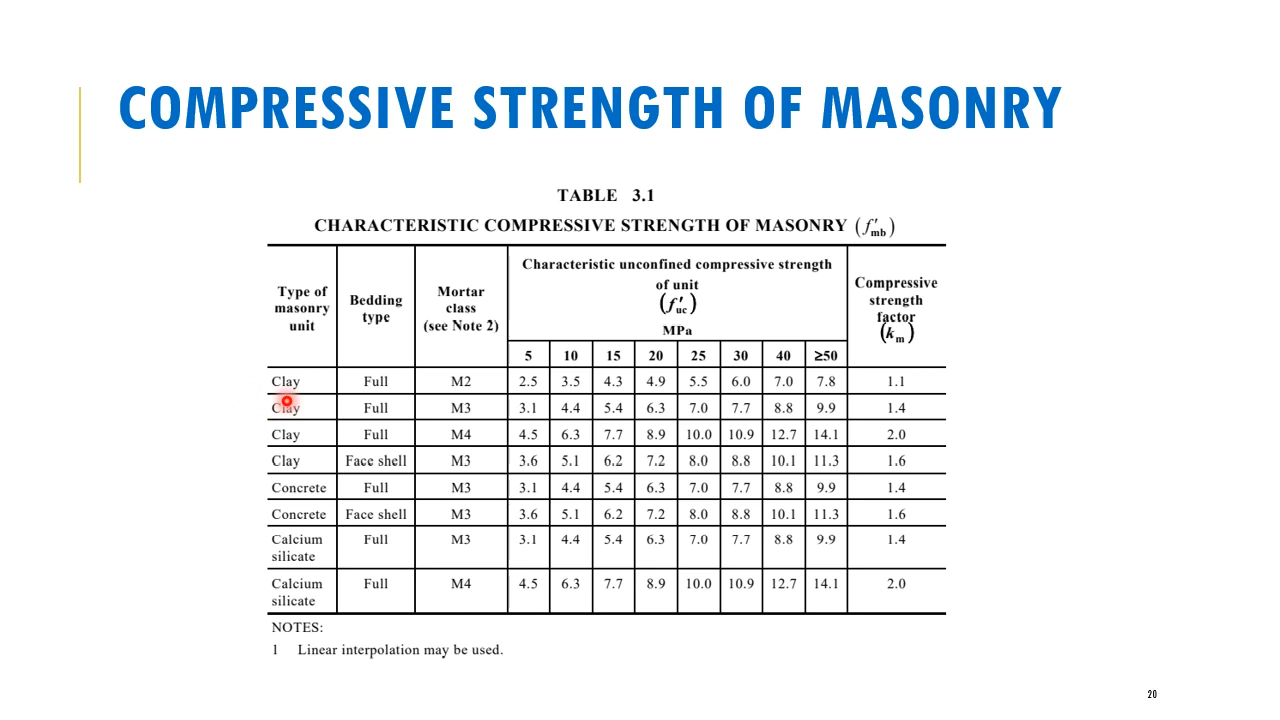 COMPRESSIVE STRENGTH OF MASONRY
TABLE 3.1
CHARACTERISTIC COMPRESSIVE STRENGTH OF MASONRY (f′mb)
Type of masonry unit | Bedding type | Mortar class (see Note 2) | Characteristic unconfined compressive strength of unit (f′uc) MPa | Compressive strength factor (km)
5 | 10 | 15 | 20 | 25 | 30 | 40 | ≥50
Clay | Full | M2 | 2.5 | 3.5 | 4.3 | 4.9 | 5.5 | 6.0 | 7.0 | 7.8 | 1.1
Clay | Full | M3 | 3.1 | 4.4 | 5.4 | 6.3 | 7.0 | 7.7 | 8.8 | 9.9 | 1.4
Clay | Full | M4 | 4.5 | 6.3 | 7.7 | 8.9 | 10.0 | 10.9 | 12.7 | 14.1 | 2.0
Clay | Face shell | M3 | 3.6 | 5.1 | 6.2 | 7.2 | 8.0 | 8.8 | 10.1 | 11.3 | 1.6
Concrete | Full | M3 | 3.1 | 4.4 | 5.4 | 6.3 | 7.0 | 7.7 | 8.8 | 9.9 | 1.4
Concrete | Face shell | M3 | 3.6 | 5.1 | 6.2 | 7.2 | 8.0 | 8.8 | 10.1 | 11.3 | 1.6
Calcium silicate | Full | M3 | 3.1 | 4.4 | 5.4 | 6.3 | 7.0 | 7.7 | 8.8 | 9.9 | 1.4
Calcium silicate | Full | M4 | 4.5 | 6.3 | 7.7 | 8.9 | 10.0 | 10.9 | 12.7 | 14.1 | 2.0
NOTES:
1 Linear interpolation may be used.
20